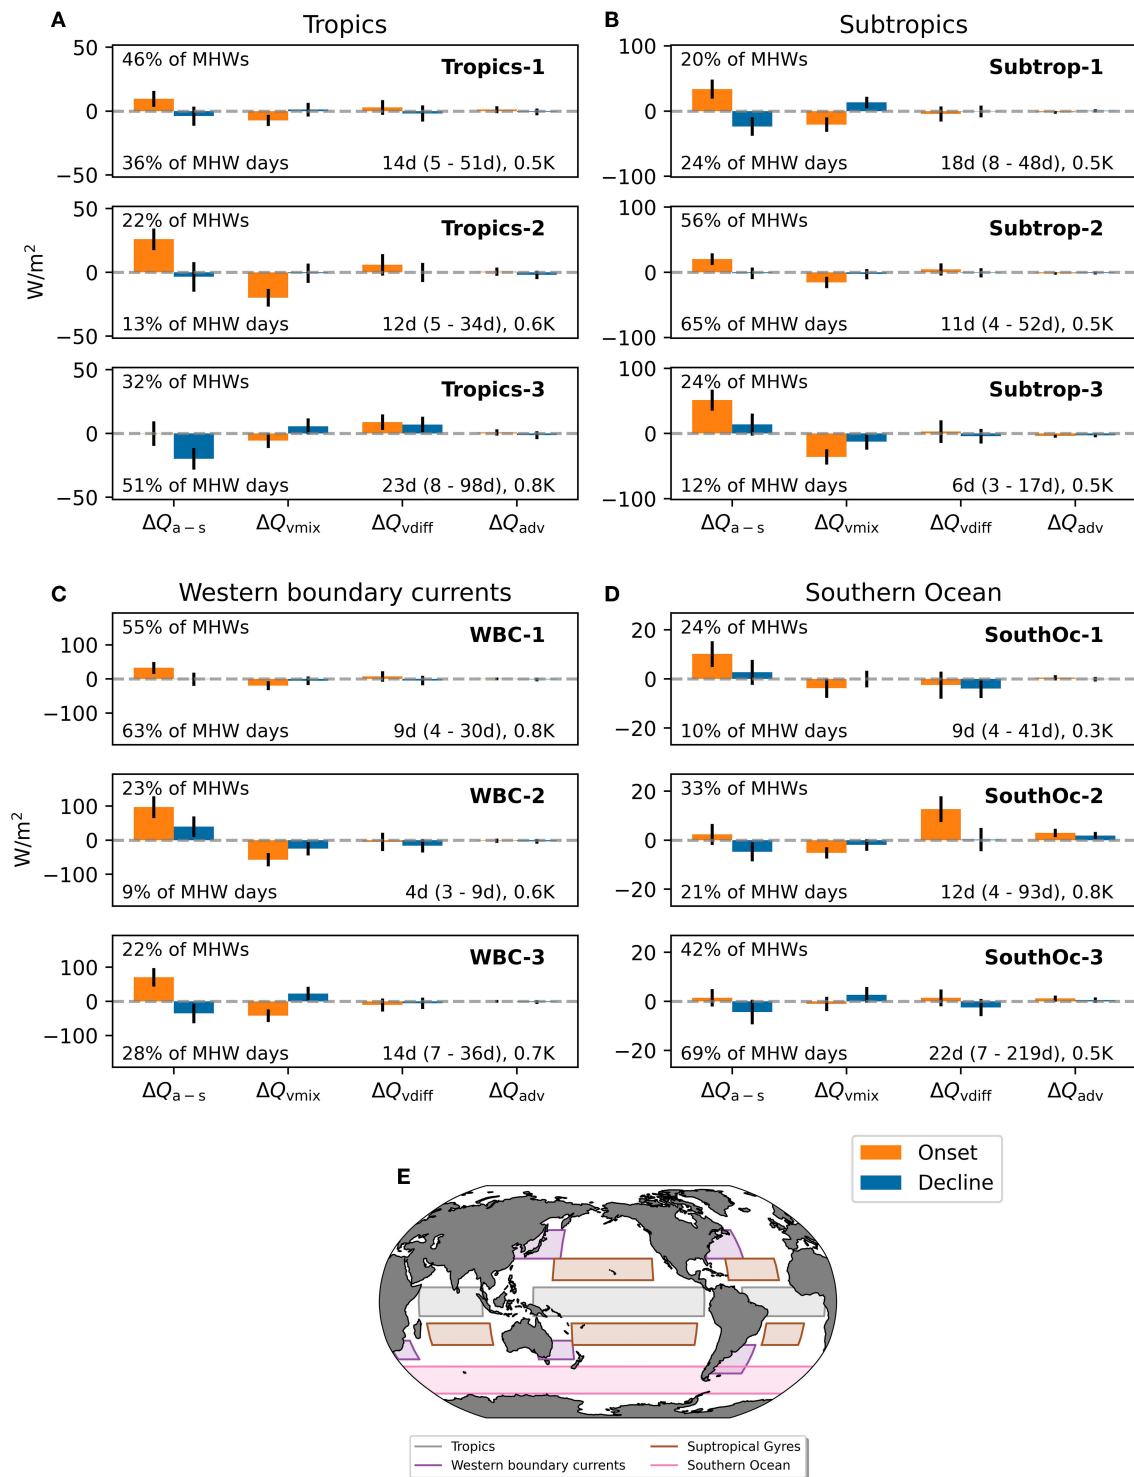 A
Tropics
50
0
−50
46% of MHWs
Tropics-1
36% of MHW days
14d (5 - 51d), 0.5K
W/m²
50
0
−50
22% of MHWs
Tropics-2
13% of MHW days
12d (5 - 34d), 0.6K
50
0
−50
32% of MHWs
Tropics-3
51% of MHW days
23d (8 - 98d), 0.8K
ΔQa−s ΔQvmix ΔQvdiff ΔQadv
B
Subtropics
100
0
−100
20% of MHWs
Subtrop-1
24% of MHW days
18d (8 - 48d), 0.5K
100
0
−100
56% of MHWs
Subtrop-2
65% of MHW days
11d (4 - 52d), 0.5K
100
0
−100
24% of MHWs
Subtrop-3
12% of MHW days
6d (3 - 17d), 0.5K
ΔQa−s ΔQvmix ΔQvdiff ΔQadv
C
Western boundary currents
100
0
−100
55% of MHWs
WBC-1
63% of MHW days
9d (4 - 30d), 0.8K
W/m²
100
0
−100
23% of MHWs
WBC-2
9% of MHW days
4d (3 - 9d), 0.6K
100
0
−100
22% of MHWs
WBC-3
28% of MHW days
14d (7 - 36d), 0.7K
ΔQa−s ΔQvmix ΔQvdiff ΔQadv
D
Southern Ocean
20
0
−20
24% of MHWs
SouthOc-1
10% of MHW days
9d (4 - 41d), 0.3K
20
0
−20
33% of MHWs
SouthOc-2
21% of MHW days
12d (4 - 93d), 0.8K
20
0
−20
42% of MHWs
SouthOc-3
69% of MHW days
22d (7 - 219d), 0.5K
ΔQa−s ΔQvmix ΔQvdiff ΔQadv
Onset
Decline
E
Tropics
Western boundary currents
Suptropical Gyres
Southern Ocean